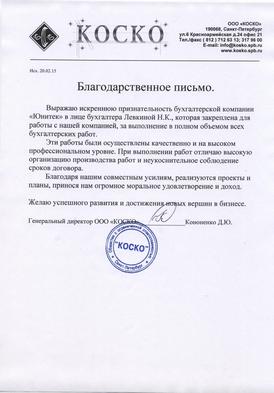 КОСКО
ООО «КОСКО»
190068, Санкт-Петербург
ул.6 Красноармейская д.24 офис 21
Тел./факс ( 812 ) 712 63 13; 317 96 00
E-mail: info@kosko.spb.ru
www.kosko.spb.ru
Исх. 20.02.15
Благодарственное письмо.
Выражаю искреннюю признательность бухгалтерской компании
«Юнитек» в лице бухгалтера Левкиной Н.К., которая закреплена для
работы с нашей компанией, за выполнение в полном объеме всех
бухгалтерских работ.
Эти работы были осуществлены качественно и на высоком
профессиональном уровне. При выполнении работ отличаю высокую
организацию производства работ и неукоснительное соблюдение
сроков договора.
Благодаря нашим совместным усилиям, реализуются проекты и
планы, принося нам огромное моральное удовлетворение и доход.
Желаю успешного развития и достижения новых вершин в бизнесе.
Генеральный директор ООО «КОСКО» Кононенко Д.Ю.
"КОСКО"
Санкт-Петербург